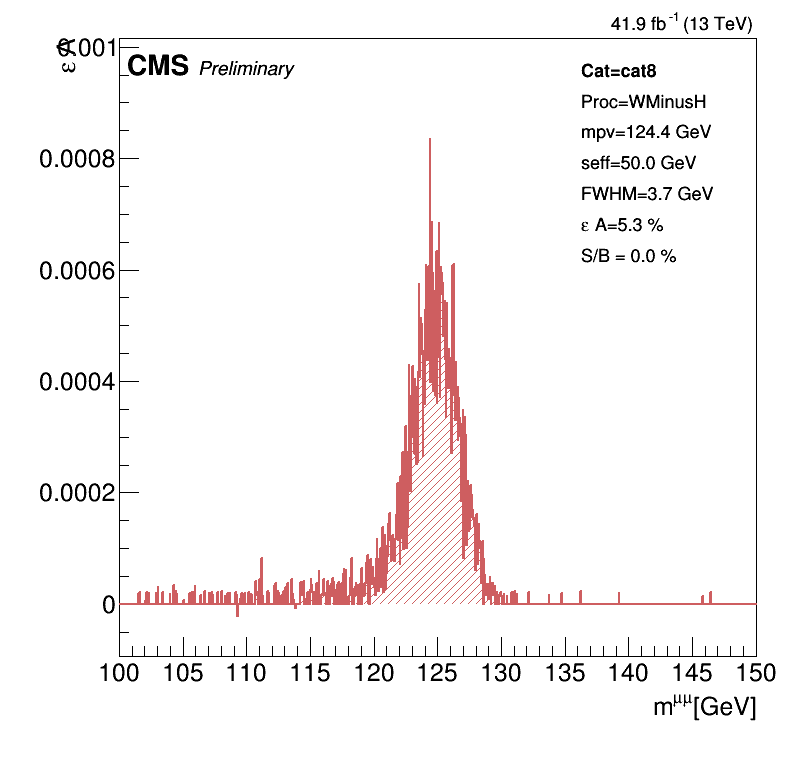 41.9 fb⁻¹ (13 TeV)
ε A
0.001
CMS Preliminary
Cat=cat8
Proc=WMinusH
mpv=124.4 GeV
seff=50.0 GeV
FWHM=3.7 GeV
ε A=5.3 %
S/B = 0.0 %
0.0008
0.0006
0.0004
0.0002
0
100 105 110 115 120 125 130 135 140 145 150
m^μμ[GeV]